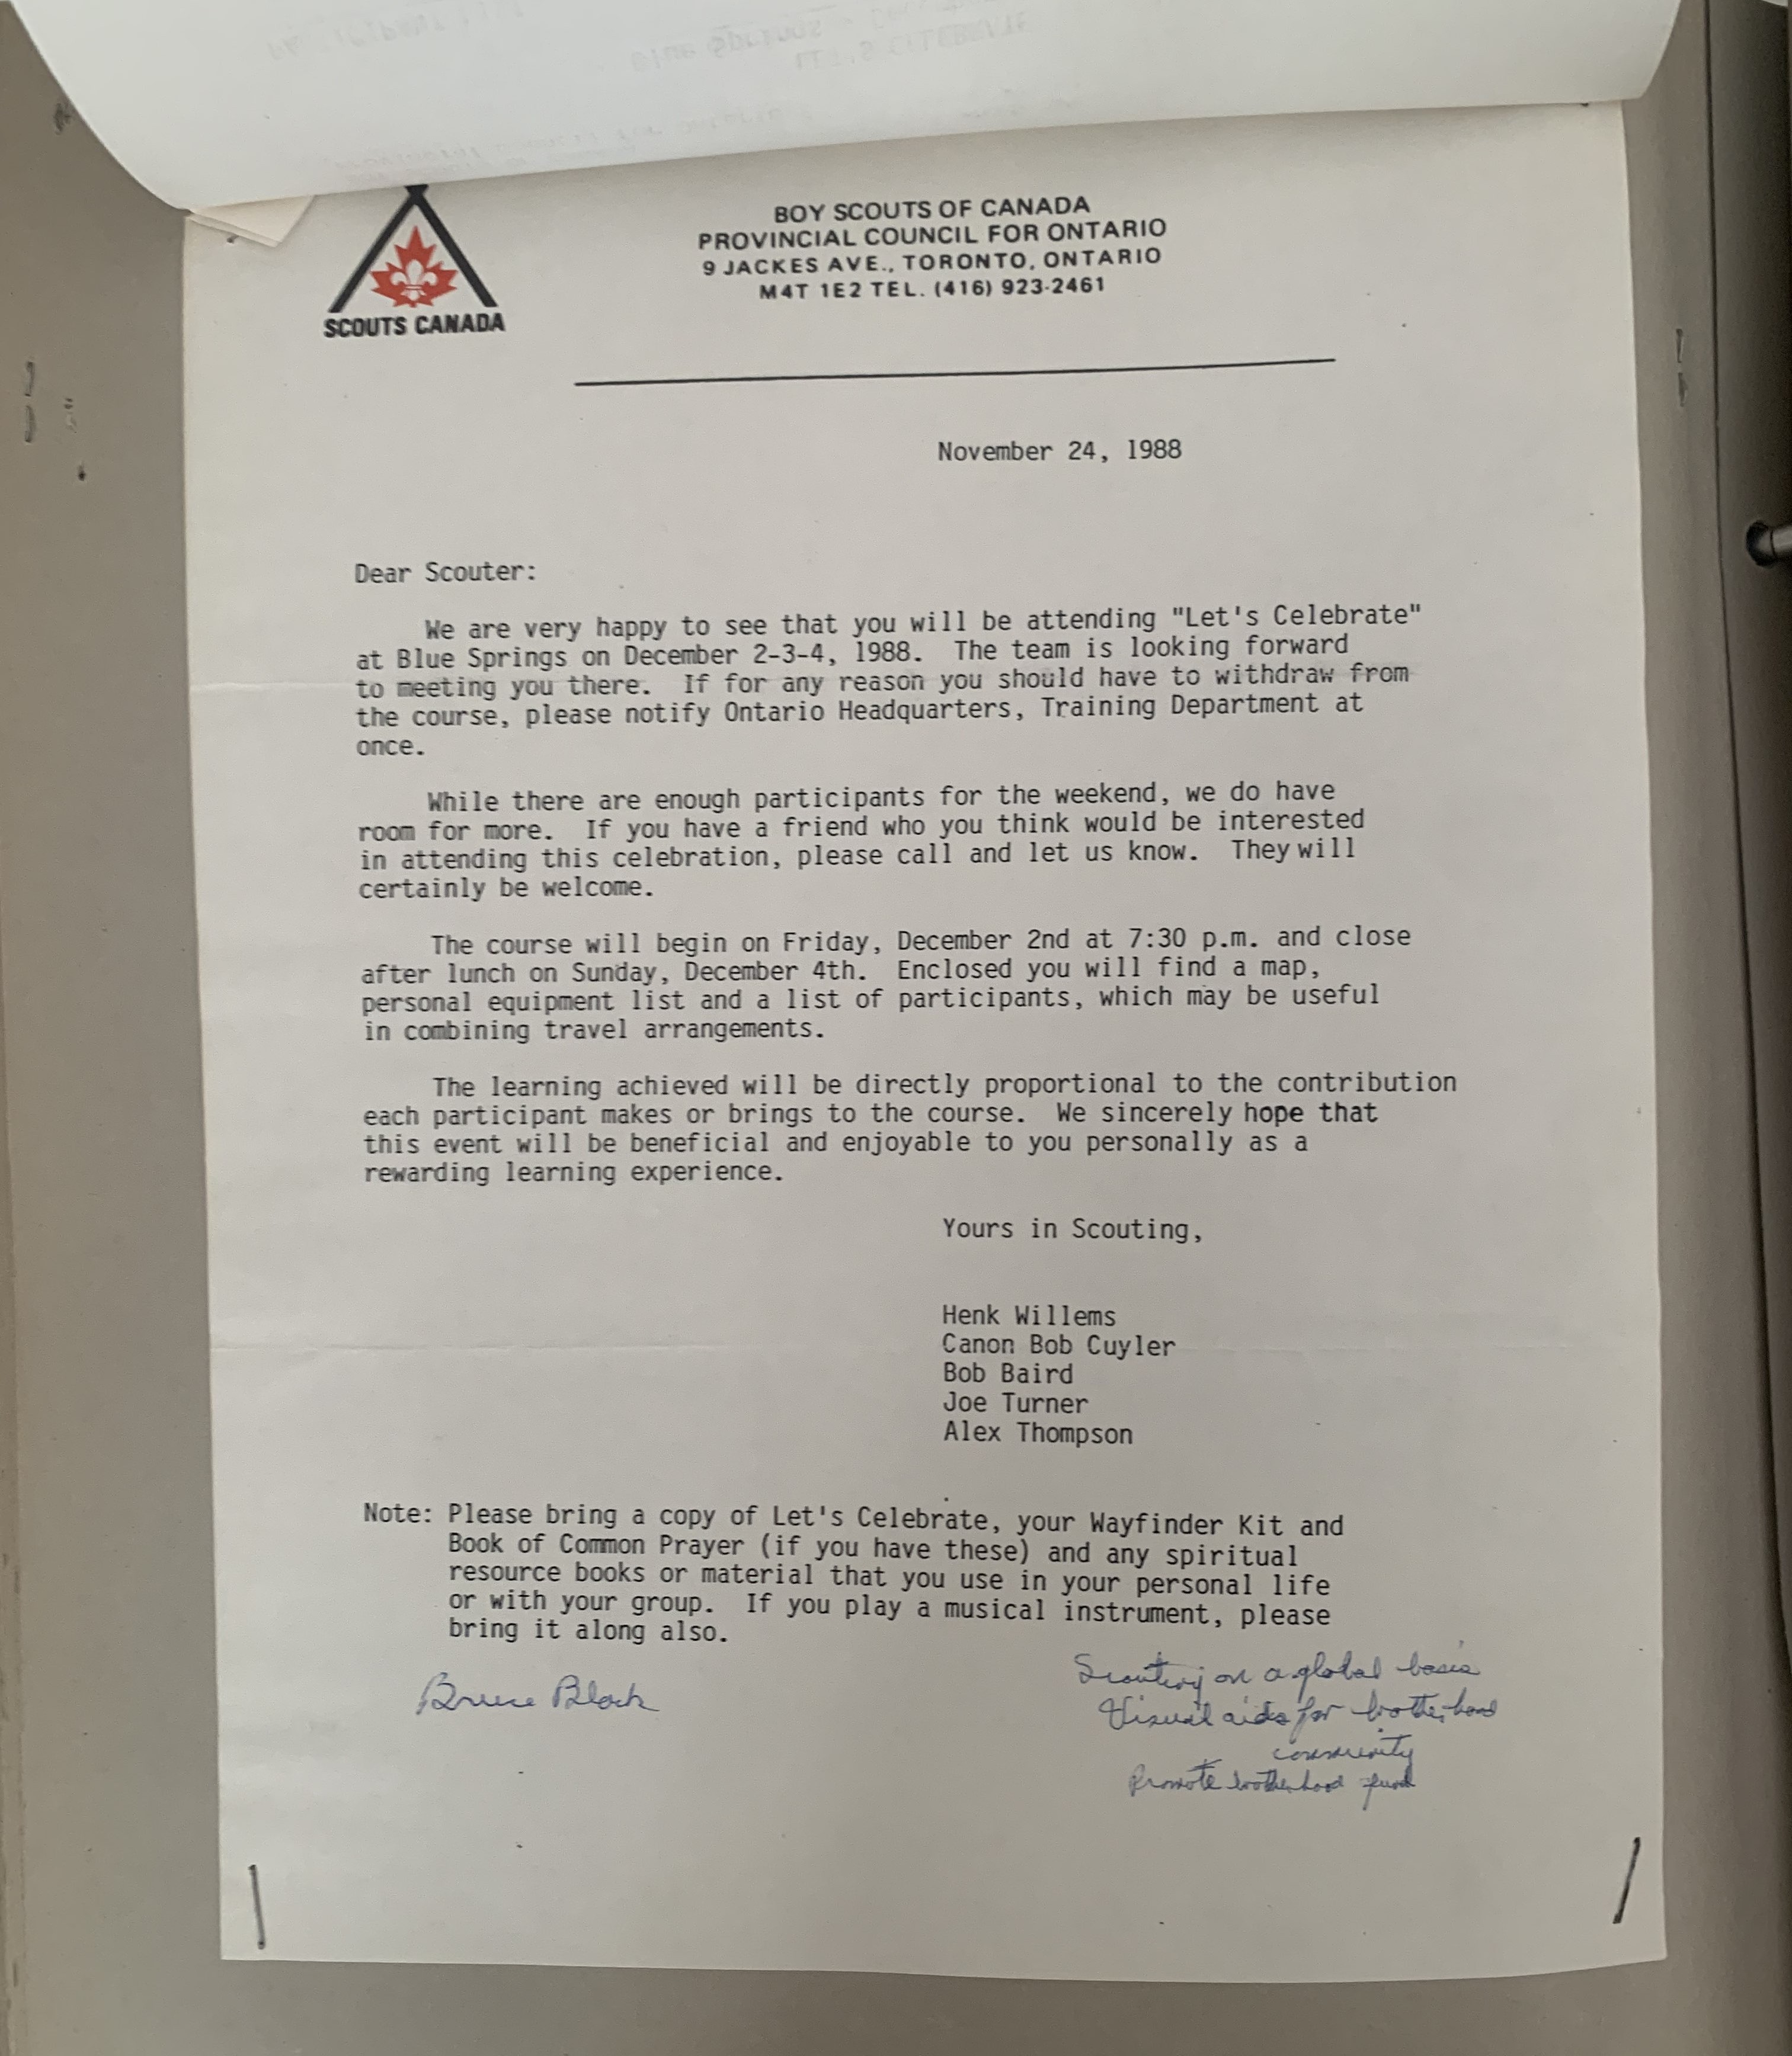 BOY SCOUTS OF CANADA
PROVINCIAL COUNCIL FOR ONTARIO
9 JACKES AVE., TORONTO, ONTARIO
M4T 1E2 TEL. (416) 923-2461
SCOUTS CANADA
November 24, 1988
Dear Scouter:
We are very happy to see that you will be attending "Let's Celebrate"
at Blue Springs on December 2-3-4, 1988. The team is looking forward
to meeting you there. If for any reason you should have to withdraw from
the course, please notify Ontario Headquarters, Training Department at
once.
While there are enough participants for the weekend, we do have
room for more. If you have a friend who you think would be interested
in attending this celebration, please call and let us know. They will
certainly be welcome.
The course will begin on Friday, December 2nd at 7:30 p.m. and close
after lunch on Sunday, December 4th. Enclosed you will find a map,
personal equipment list and a list of participants, which may be useful
in combining travel arrangements.
The learning achieved will be directly proportional to the contribution
each participant makes or brings to the course. We sincerely hope that
this event will be beneficial and enjoyable to you personally as a
rewarding learning experience.
Yours in Scouting,
Henk Willems
Canon Bob Cuyler
Bob Baird
Joe Turner
Alex Thompson
Note: Please bring a copy of Let's Celebrate, your Wayfinder Kit and
Book of Common Prayer (if you have these) and any spiritual
resource books or material that you use in your personal life
or with your group. If you play a musical instrument, please
bring it along also.
Bruce Block
Scouting on a global basis
Visual aids for brotherhood
community
Promote brotherhood fund